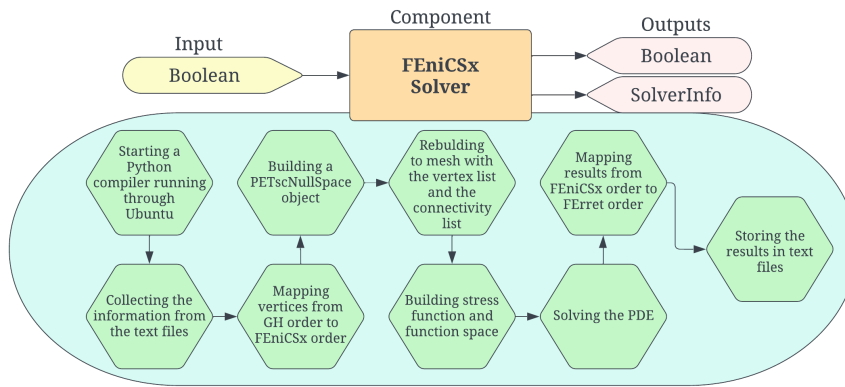 Component
Input
Outputs
Boolean
FEniCSx
Solver
Boolean
SolverInfo
Starting a
Python
compiler running
through
Ubuntu
Collecting the
information from
the text files
Mapping
vertices from
GH order to
FEniCSx order
Building a
PETscNullSpace
object
Rebulding
to mesh with
the vertex list
and the
connectivity
list
Building stress
function and
function space
Solving the PDE
Mapping
results from
FEniCSx order to
FErret order
Storing the
results in text
files